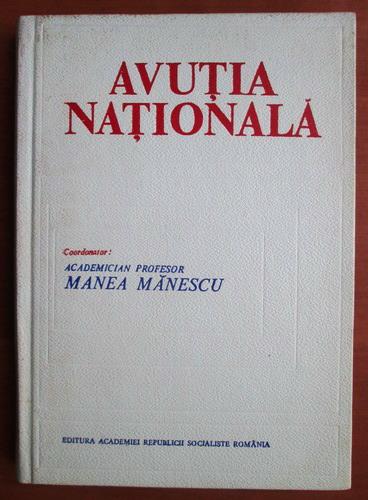 AVUȚIA
NAȚIONALĂ
Coordonator:
ACADEMICIAN PROFESOR
MANEA MĂNESCU
EDITURA ACADEMIEI REPUBLICII SOCIALISTE ROMÂNIA